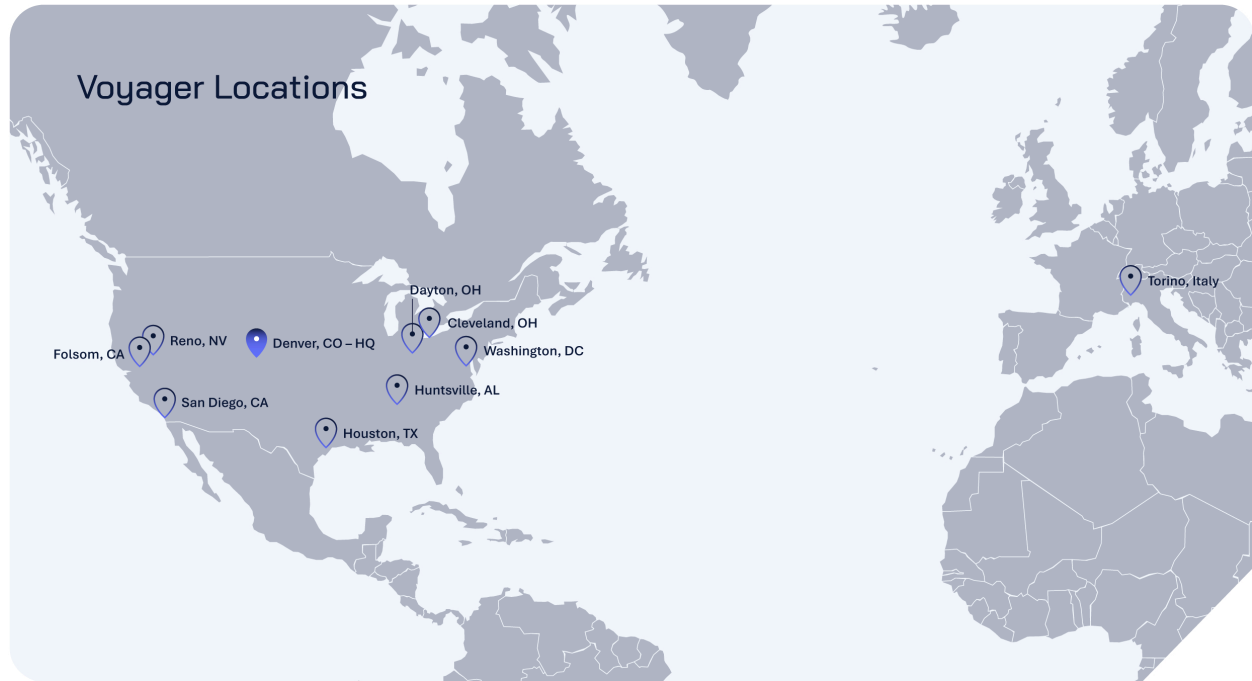 Voyager Locations
Dayton, OH
Torino, Italy
Cleveland, OH
Reno, NV
Denver, CO – HQ
Folsom, CA
Washington, DC
Huntsville, AL
San Diego, CA
Houston, TX